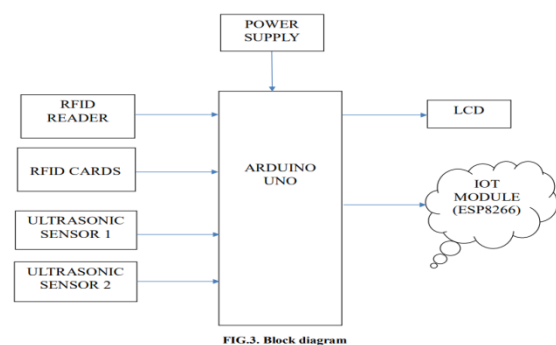 POWER
SUPPLY
RFID
READER
RFID CARDS
ULTRASONIC
SENSOR 1
ULTRASONIC
SENSOR 2
ARDUINO
UNO
LCD
IOT
MODULE
(ESP8266)
FIG.3. Block diagram